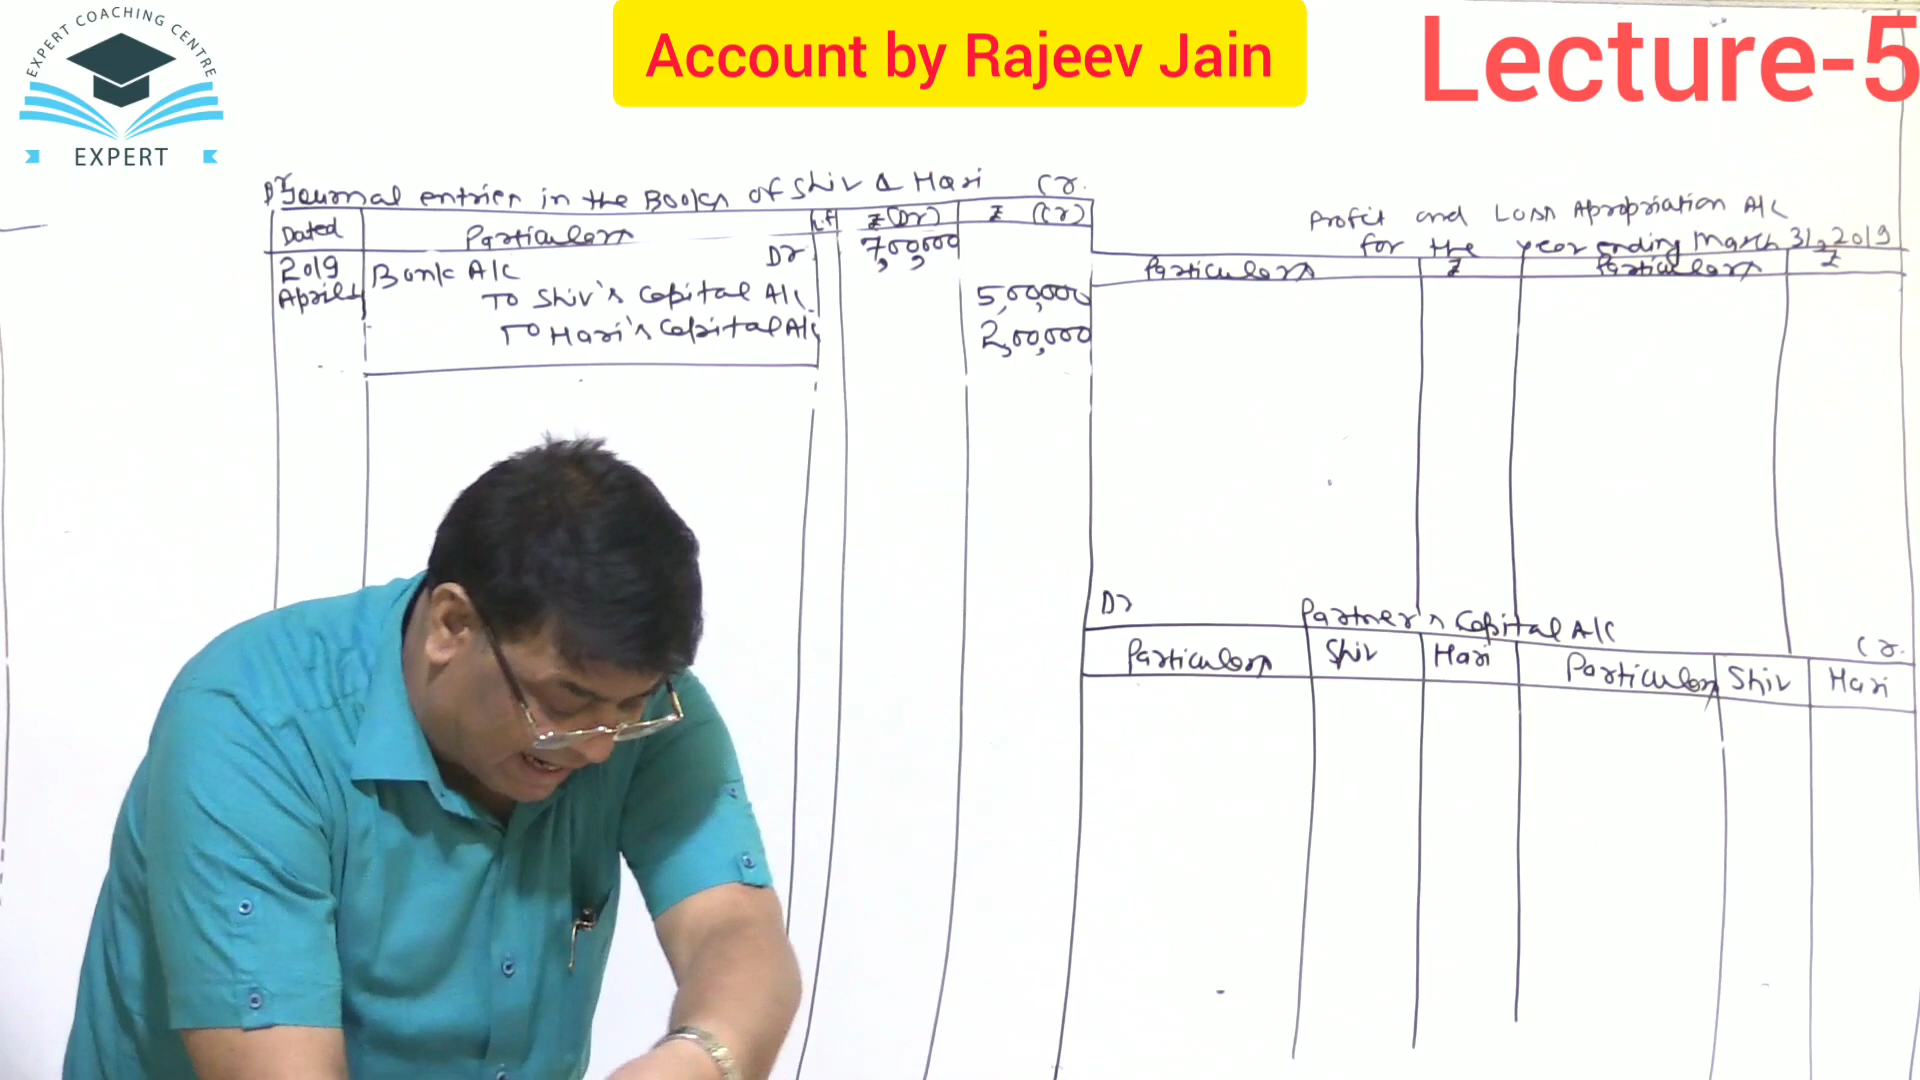 EXPERT COACHING CENTRE
EXPERT
Account by Rajeev Jain
Lecture-5
Journal entries in the Books of Shiv & Hari Cr.
Dated Particulars L.F ₹ (Dr) ₹ (Cr)
2019 Bank A/c Dr 7,00,000
April 1 To Shiv's Capital A/c 5,00,000
To Hari's Capital A/c 2,00,000
Profit and Loss Apropriation A/c
for the year ending March 31, 2019
Particulars ₹ Particulars ₹
Dr Partner's Capital A/c Cr.
Particulars Shiv Hari Particulars Shiv Hari